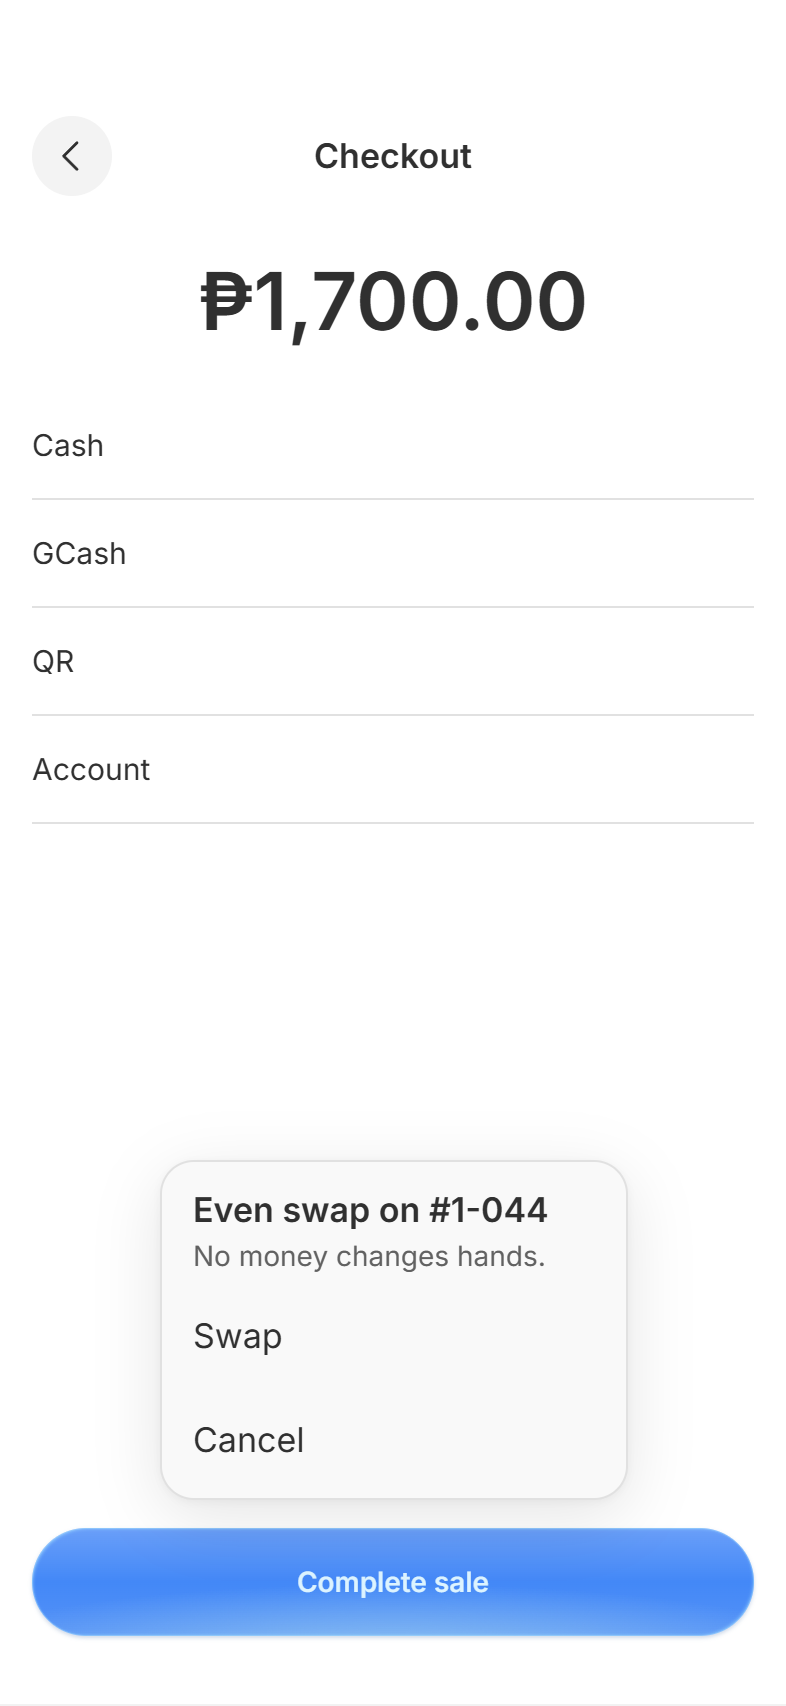 Checkout
₱1,700.00
Cash
GCash
QR
Account
Even swap on #1-044
No money changes hands.
Swap
Cancel
Complete sale